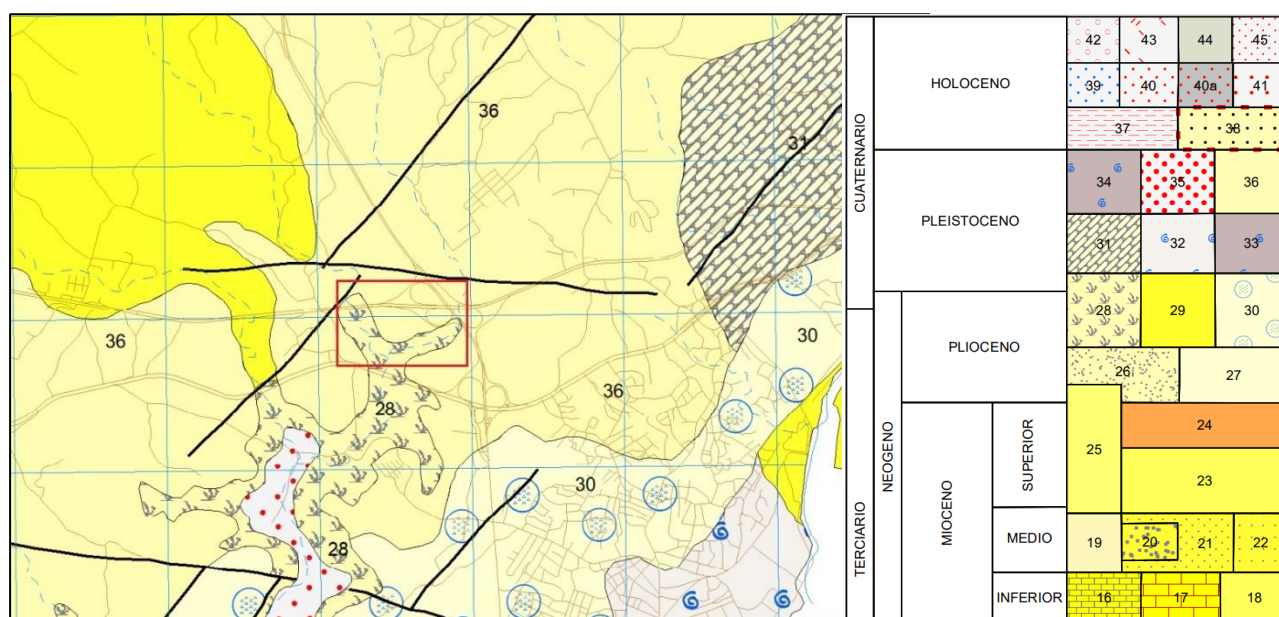 36
31
36
30
36
28
30
28
CUATERNARIO
HOLOCENO
42 43 44 45
39 40 40a 41
37 38
PLEISTOCENO
34 35 36
31 32 33
TERCIARIO
NEOGENO
PLIOCENO
28 29 30
26 27
MIOCENO
SUPERIOR
25 24
23
MEDIO
19 20 21 22
INFERIOR
16 17 18